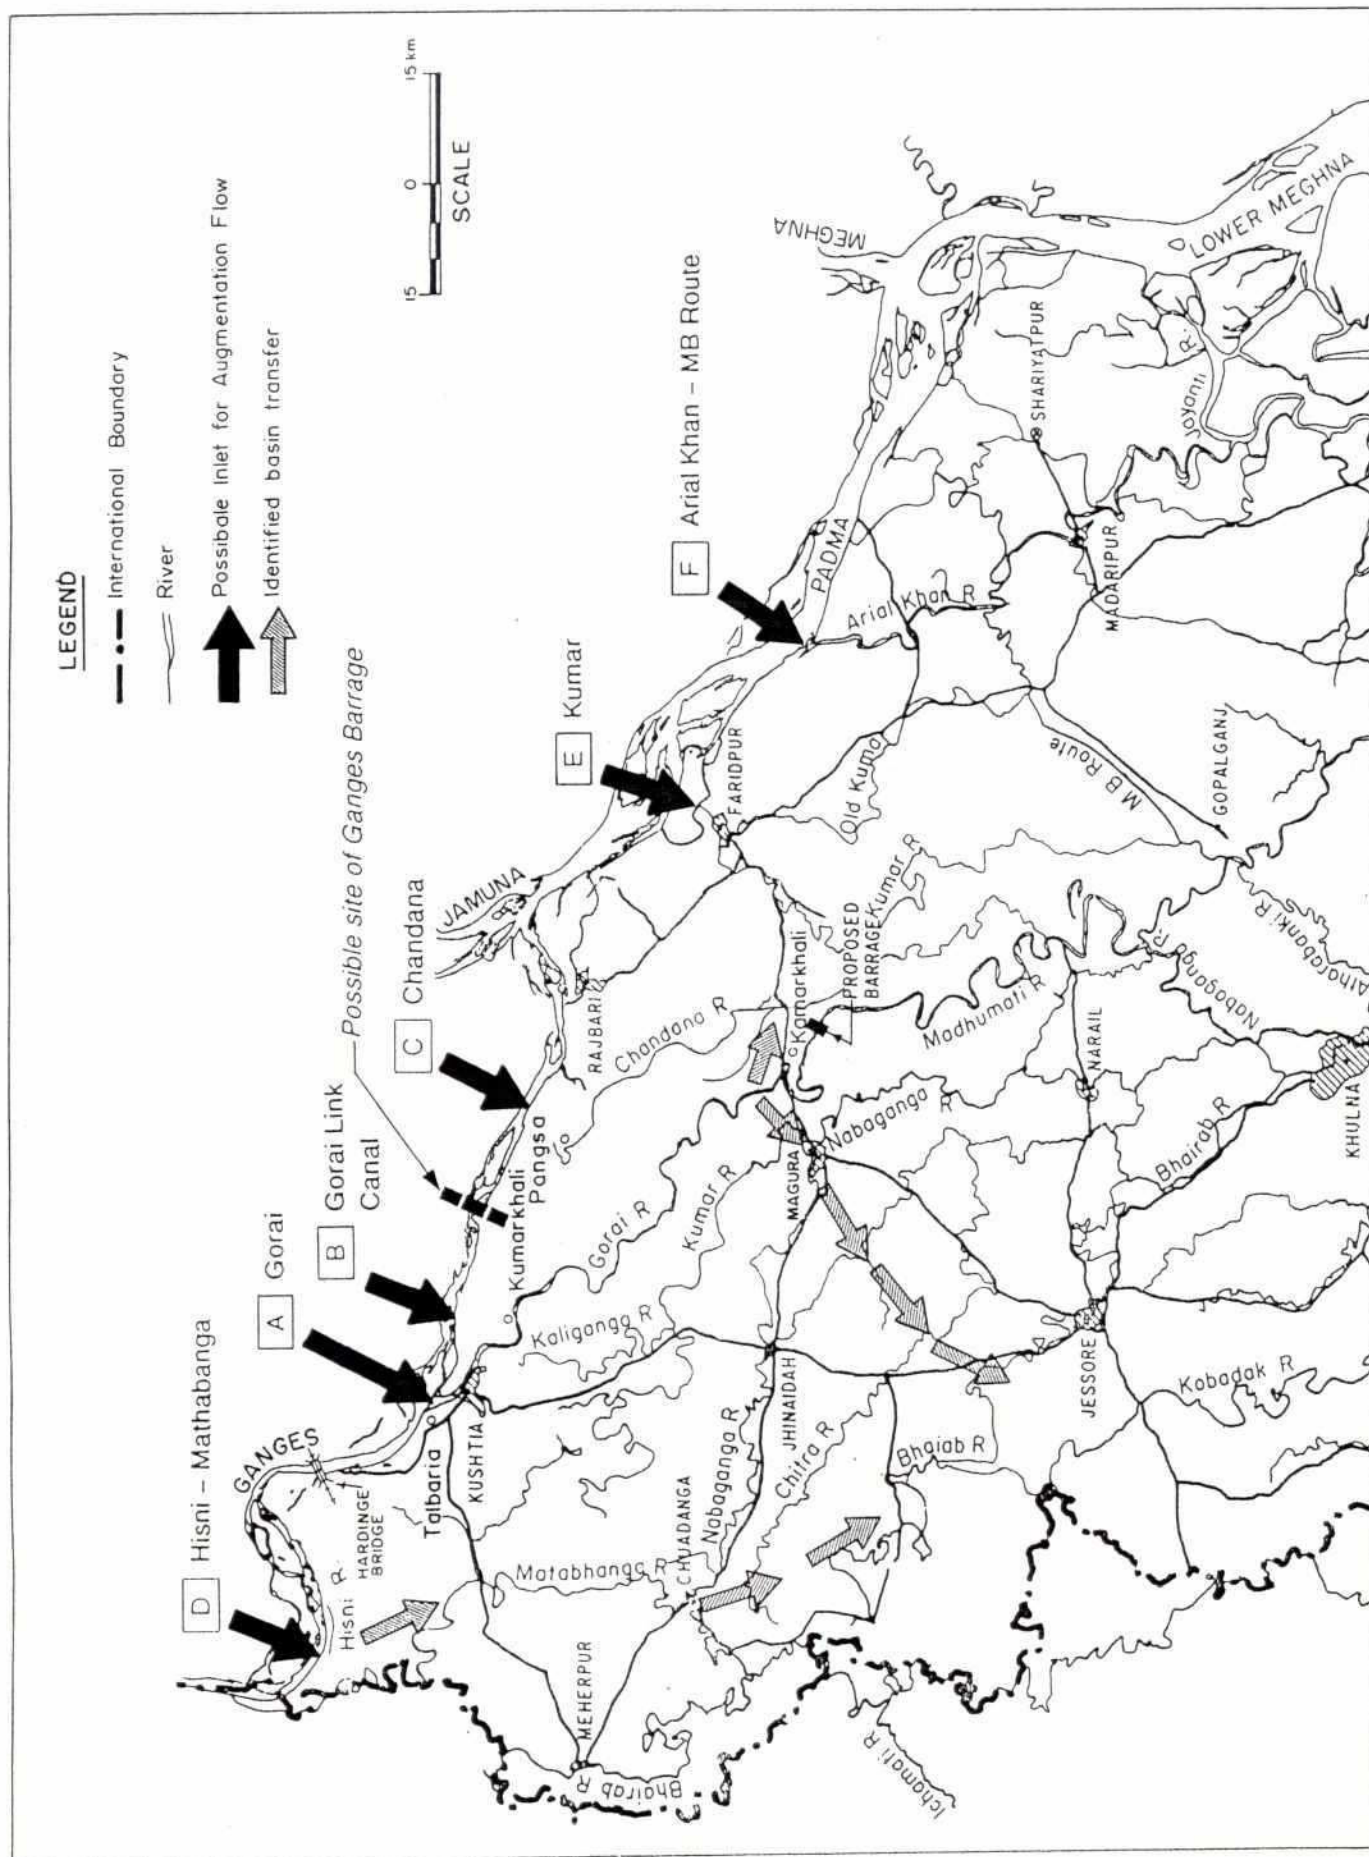 LEGEND
International Boundary
River
Possibale Inlet for Augmentation Flow
Identified basin transfer
15 0 15 km
SCALE
D Hisni – Mathabanga
A Gorai
B Gorai Link
Canal
Possible site of Ganges Barrage
C Chandana
E Kumar
F Arial Khan – MB Route
GANGES
HARDINGE
BRIDGE
Hisni R.
Talbaria
KUSHTIA
Kumarkhali
Pangsa
RAJBARI
JAMUNA
FARIDPUR
PADMA
MEGHNA
LOWER MEGHNA
Arial Khan R
SHARIYATPUR
Joyanti R.
MADARIPUR
Old Kumar
M B Route
GOPALGANJ
Chandana R
Kamarkhali
PROPOSED
BARRAGE
Kumar R
Gorai R
Kumar R
Kaliganga R
MAGURA
Nabaganga
R
Madhumati R
NARAIL
Nabaganga R.
Atharabanki R
KHULNA
Bhairab R
Matabhanga R
CHUADANGA
Nabaganga R
JHINAIDAH
Chitra R
Bhaiab R
JESSORE
Kobadak R
MEHERPUR
Bhairab R
Ichamati R